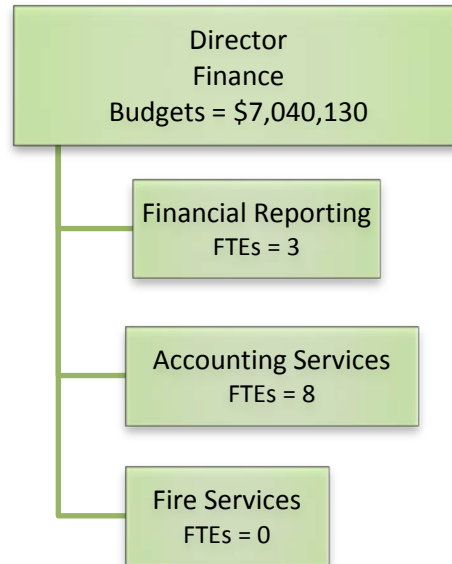 Director
Finance
Budgets = $7,040,130
Financial Reporting
FTEs = 3
Accounting Services
FTEs = 8
Fire Services
FTEs = 0